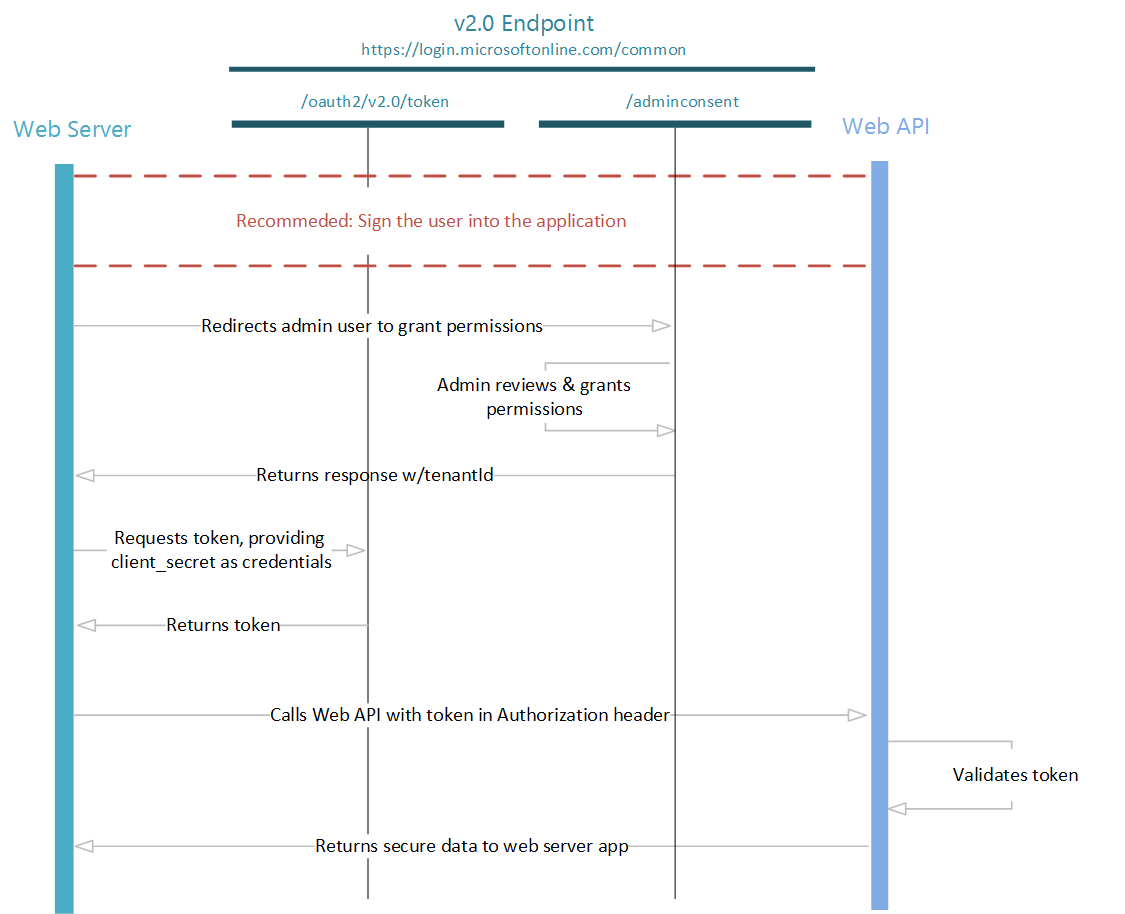 v2.0 Endpoint
https://login.microsoftonline.com/common
/oauth2/v2.0/token
/adminconsent
Web Server
Web API
Recommeded: Sign the user into the application
Redirects admin user to grant permissions
Admin reviews & grants
permissions
Returns response w/tenantId
Requests token, providing
client_secret as credentials
Returns token
Calls Web API with token in Authorization header
Validates token
Returns secure data to web server app